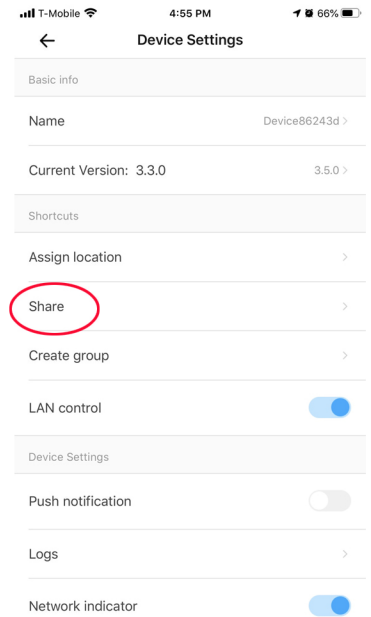 T-Mobile 4:55 PM 66%
Device Settings
Basic info
Name Device86243d
Current Version: 3.3.0 3.5.0
Shortcuts
Assign location
Share
Create group
LAN control
Device Settings
Push notification
Logs
Network indicator